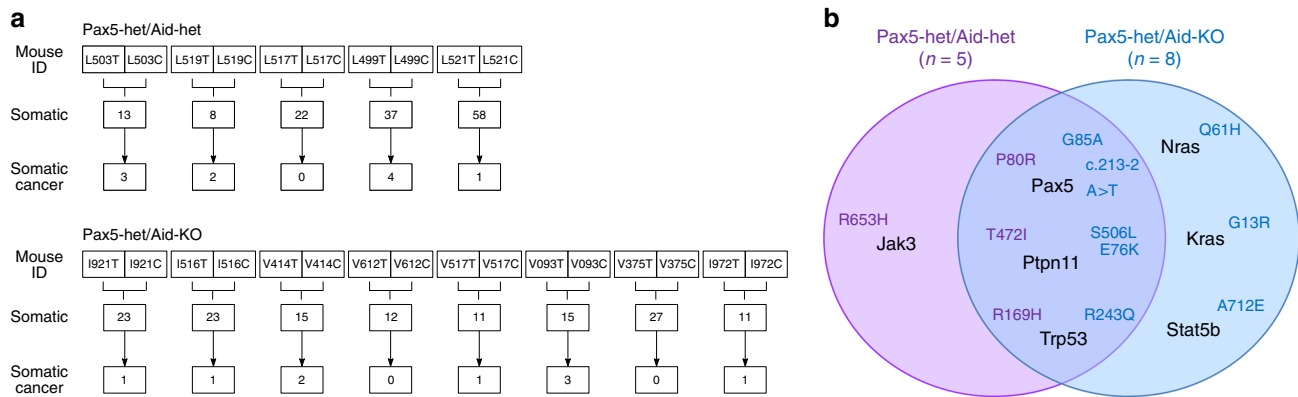 a
Pax5-het/Aid-het
Mouse ID
L503T L503C L519T L519C L517T L517C L499T L499C L521T L521C
Somatic
13 8 22 37 58
Somatic cancer
3 2 0 4 1
Pax5-het/Aid-KO
Mouse ID
I921T I921C I516T I516C V414T V414C V612T V612C V517T V517C V093T V093C V375T V375C I972T I972C
Somatic
23 23 15 12 11 15 27 11
Somatic cancer
1 1 2 0 1 3 0 1
b
Pax5-het/Aid-het
(n = 5)
Pax5-het/Aid-KO
(n = 8)
R653H
Jak3
P80R
G85A
c.213-2
A>T
Pax5
T472I
S506L
E76K
Ptpn11
R169H
R243Q
Trp53
Q61H
Nras
G13R
Kras
A712E
Stat5b